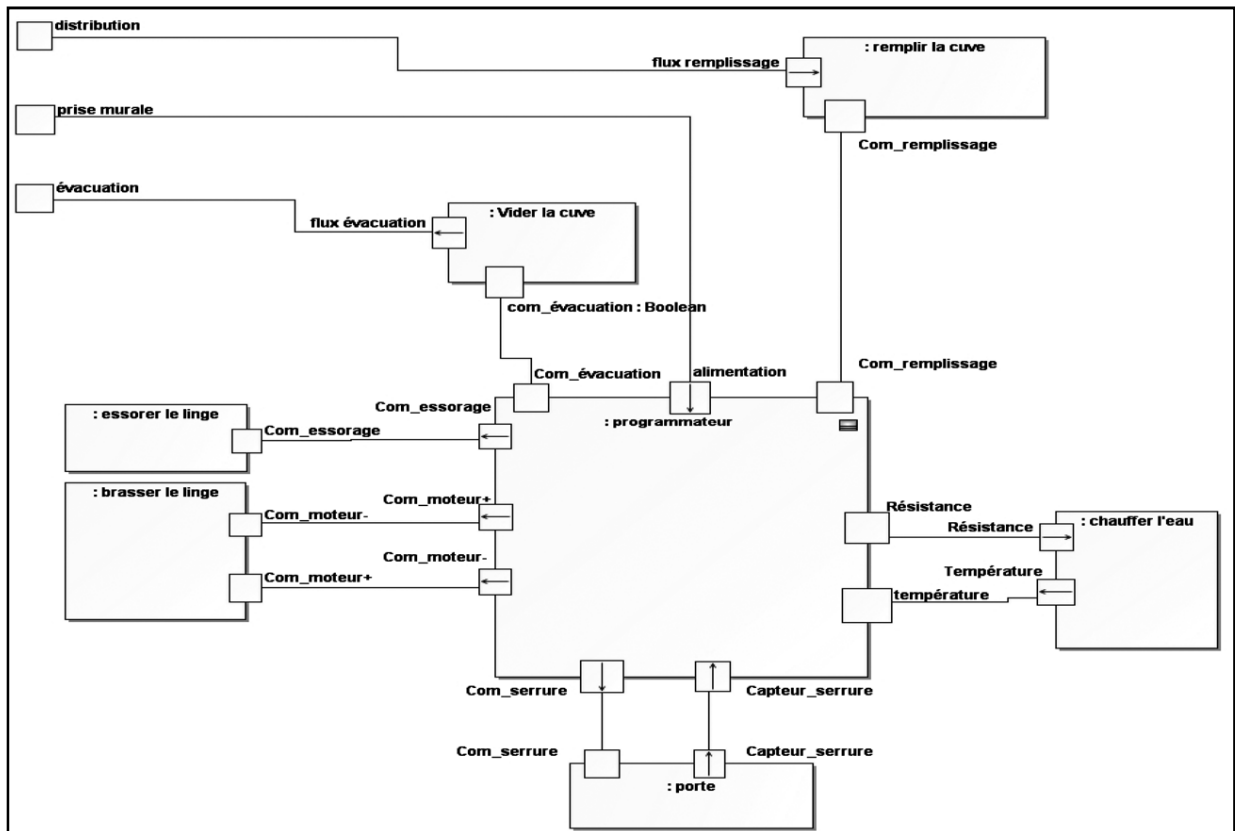 distribution
: remplir la cuve
flux remplissage
prise murale
Com_remplissage
évacuation
: Vider la cuve
flux évacuation
com_évacuation : Boolean
Com_remplissage
Com_évacuation
alimentation
Com_essorage
: essorer le linge
: programmateur
Com_essorage
: brasser le linge
Com_moteur+
Com_moteur-
Résistance
Résistance
: chauffer l'eau
Com_moteur-
Température
Com_moteur+
température
Com_serrure
Capteur_serrure
Com_serrure
Capteur_serrure
: porte